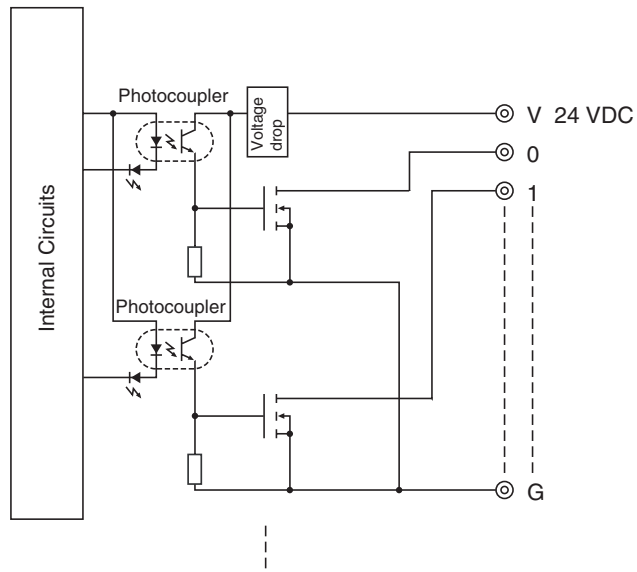 Photocoupler
Voltage
drop
V 24 VDC
0
1
Internal Circuits
Photocoupler
G